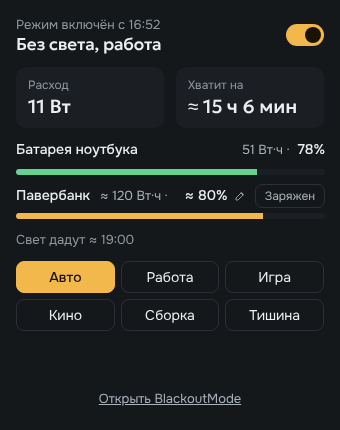 Режим включён с 16:52
Без света, работа
Расход
11 Вт
Хватит на
≈ 15 ч 6 мин
Батарея ноутбука 51 Вт·ч · 78%
Павербанк ≈ 120 Вт·ч · ≈ 80% Заряжен
Свет дадут ≈ 19:00
Авто Работа Игра
Кино Сборка Тишина
Открыть BlackoutMode